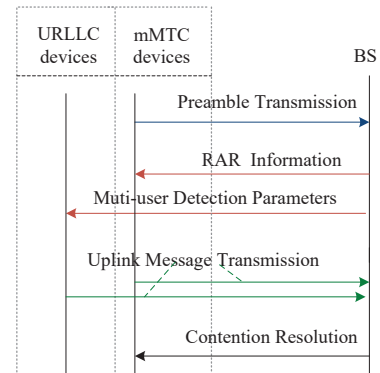 URLLC devices
mMTC devices
BS
Preamble Transmission
RAR Information
Muti-user Detection Parameters
Uplink Message Transmission
Contention Resolution